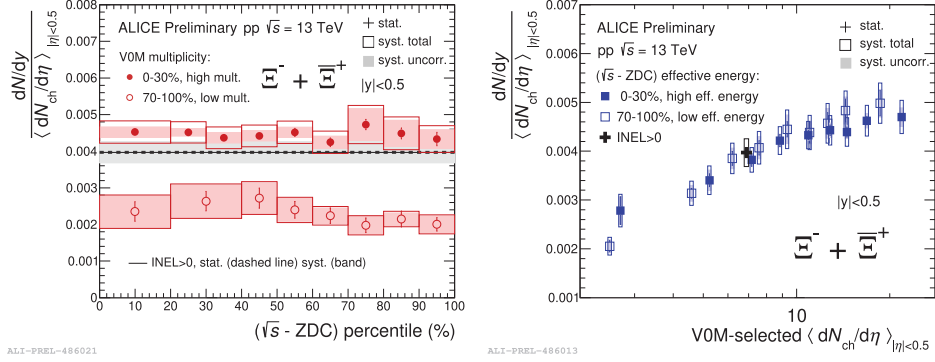 dN/dy
⟨ dN_ch/dη ⟩_|η|<0.5
0.008
0.007
0.006
0.005
0.004
0.003
0.002
0.001
0
ALICE Preliminary pp √s = 13 TeV
V0M multiplicity:
0-30%, high mult.
70-100%, low mult.
Ξ⁻ + Ξ̄⁺
stat.
syst. total
syst. uncorr.
|y|<0.5
INEL>0, stat. (dashed line) syst. (band)
0 10 20 30 40 50 60 70 80 90 100
(√s - ZDC) percentile (%)
ALI-PREL-486021
dN/dy
⟨ dN_ch/dη ⟩_|η|<0.5
0.007
0.006
0.005
0.004
0.003
0.002
0.001
ALICE Preliminary
pp √s = 13 TeV
(√s - ZDC) effective energy:
0-30%, high eff. energy
70-100%, low eff. energy
INEL>0
stat.
syst. total
syst. uncorr.
|y|<0.5
Ξ⁻ + Ξ̄⁺
10
V0M-selected ⟨ dN_ch/dη ⟩_|η|<0.5
ALI-PREL-486013